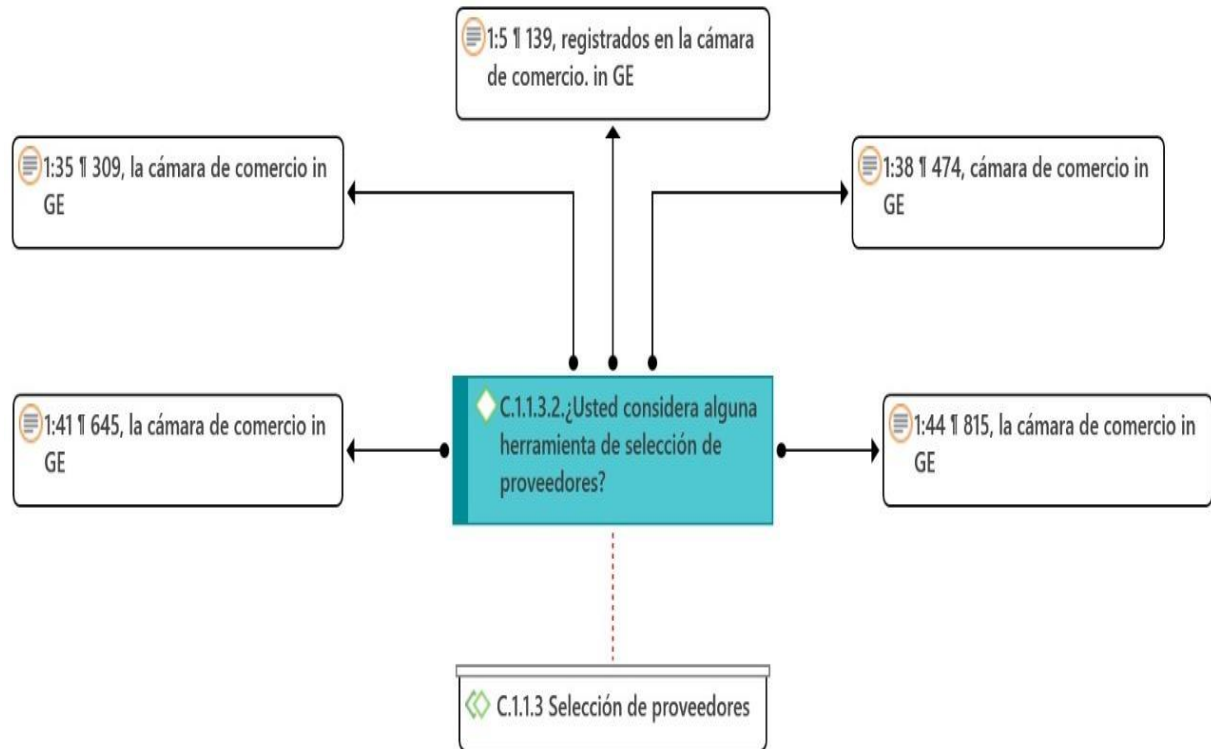 1:5 ¶ 139, registrados en la cámara
de comercio. in GE
1:35 ¶ 309, la cámara de comercio in
GE
1:38 ¶ 474, cámara de comercio in
GE
1:41 ¶ 645, la cámara de comercio in
GE
C.1.1.3.2.¿Usted considera alguna
herramienta de selección de
proveedores?
1:44 ¶ 815, la cámara de comercio in
GE
C.1.1.3 Selección de proveedores